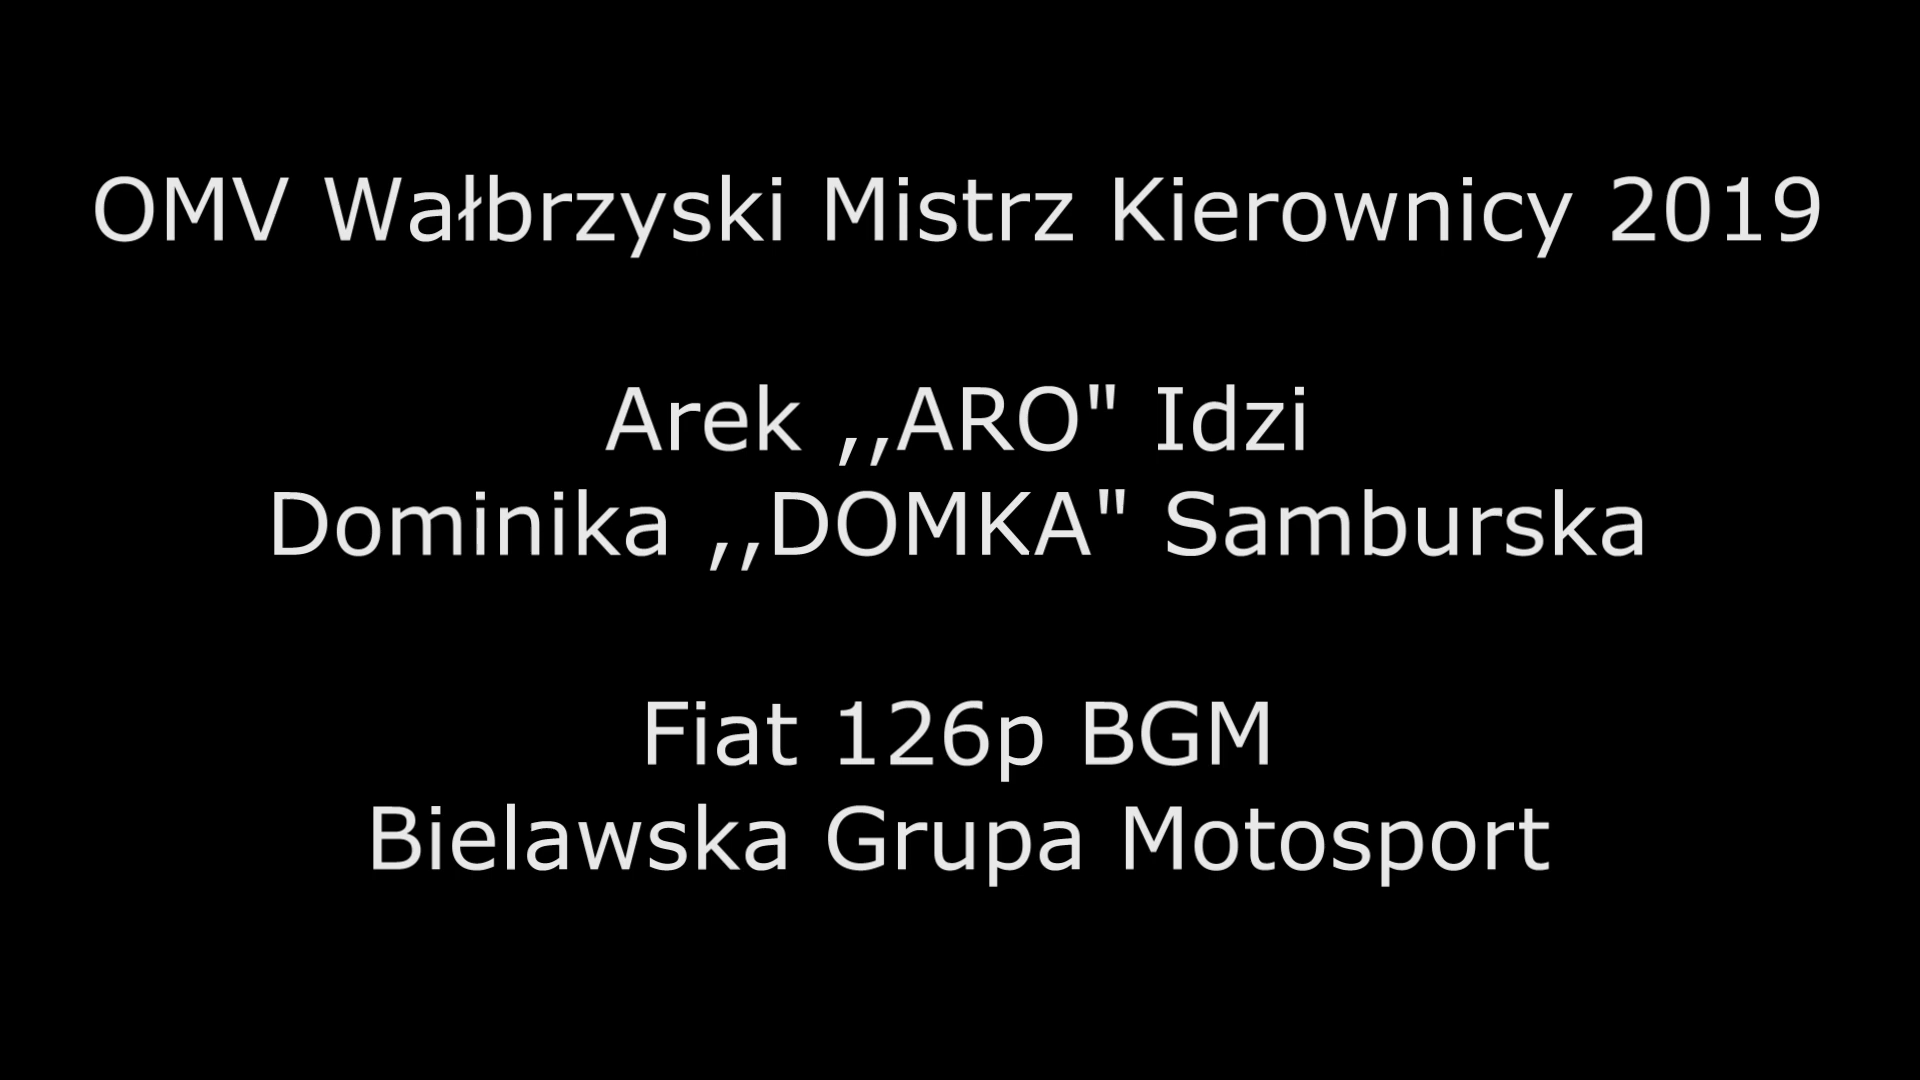 OMV Wałbrzyski Mistrz Kierownicy 2019
Arek ,,ARO" Idzi
Dominika ,,DOMKA" Samburska
Fiat 126p BGM
Bielawska Grupa Motosport